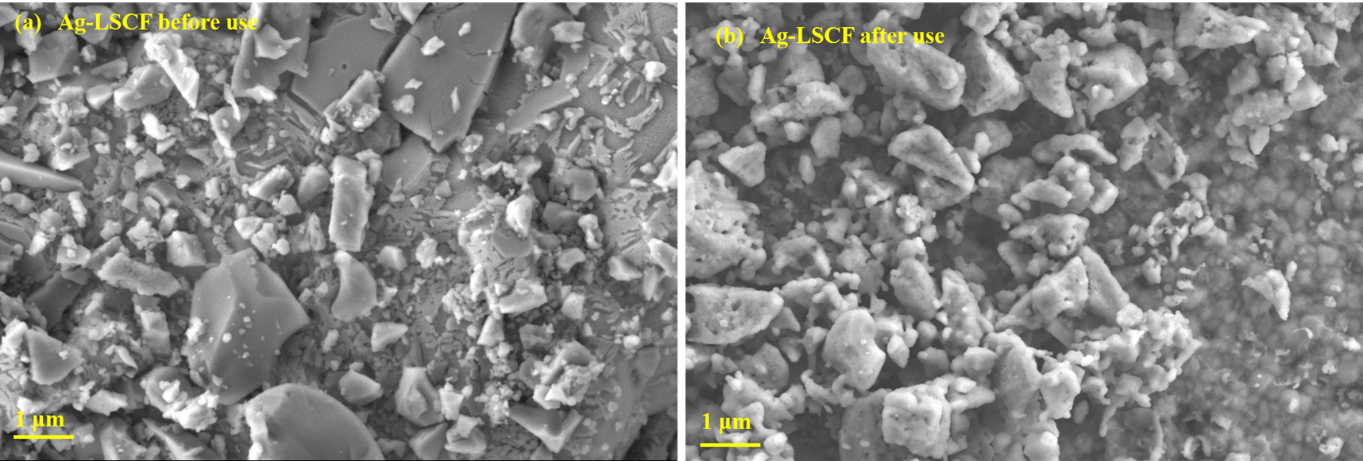 (a) Ag-LSCF before use
(b) Ag-LSCF after use
1 μm
1 μm